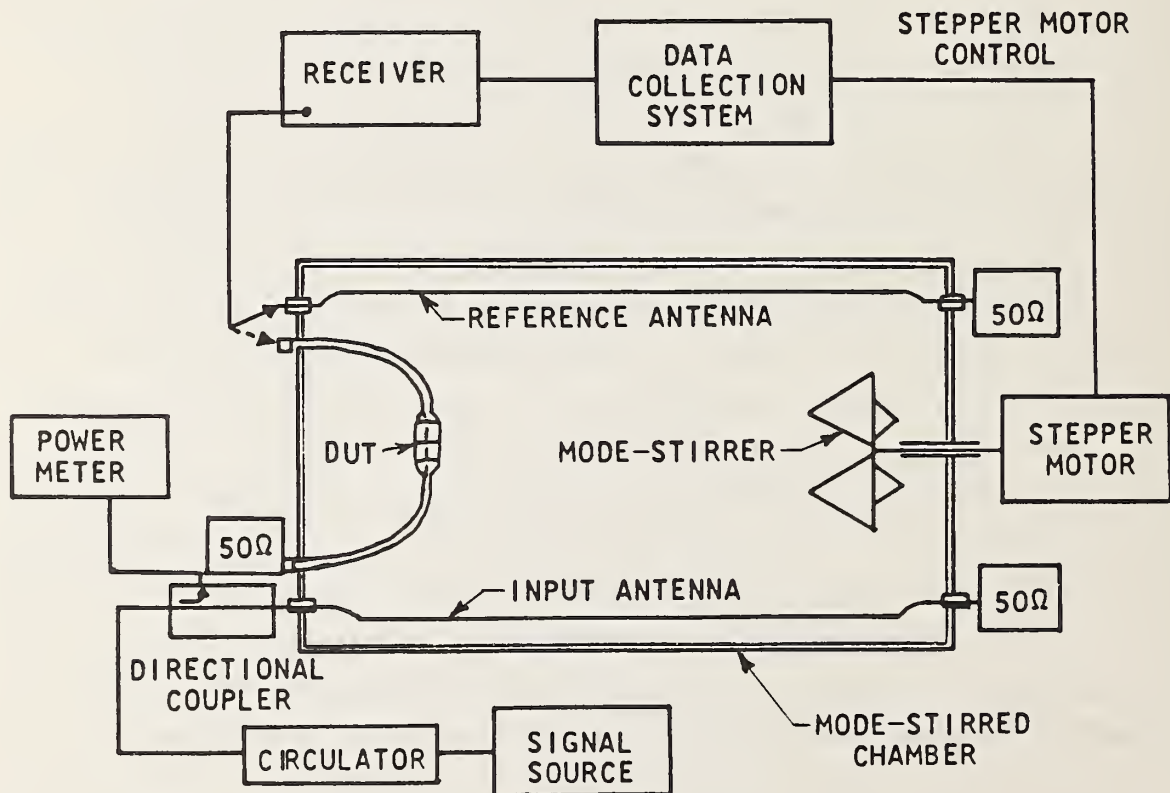 STEPPER MOTOR
CONTROL
RECEIVER
DATA
COLLECTION
SYSTEM
REFERENCE ANTENNA
50Ω
POWER
METER
DUT
MODE-STIRRER
STEPPER
MOTOR
50Ω
INPUT ANTENNA
50Ω
DIRECTIONAL
COUPLER
MODE-STIRRED
CHAMBER
CIRCULATOR
SIGNAL
SOURCE